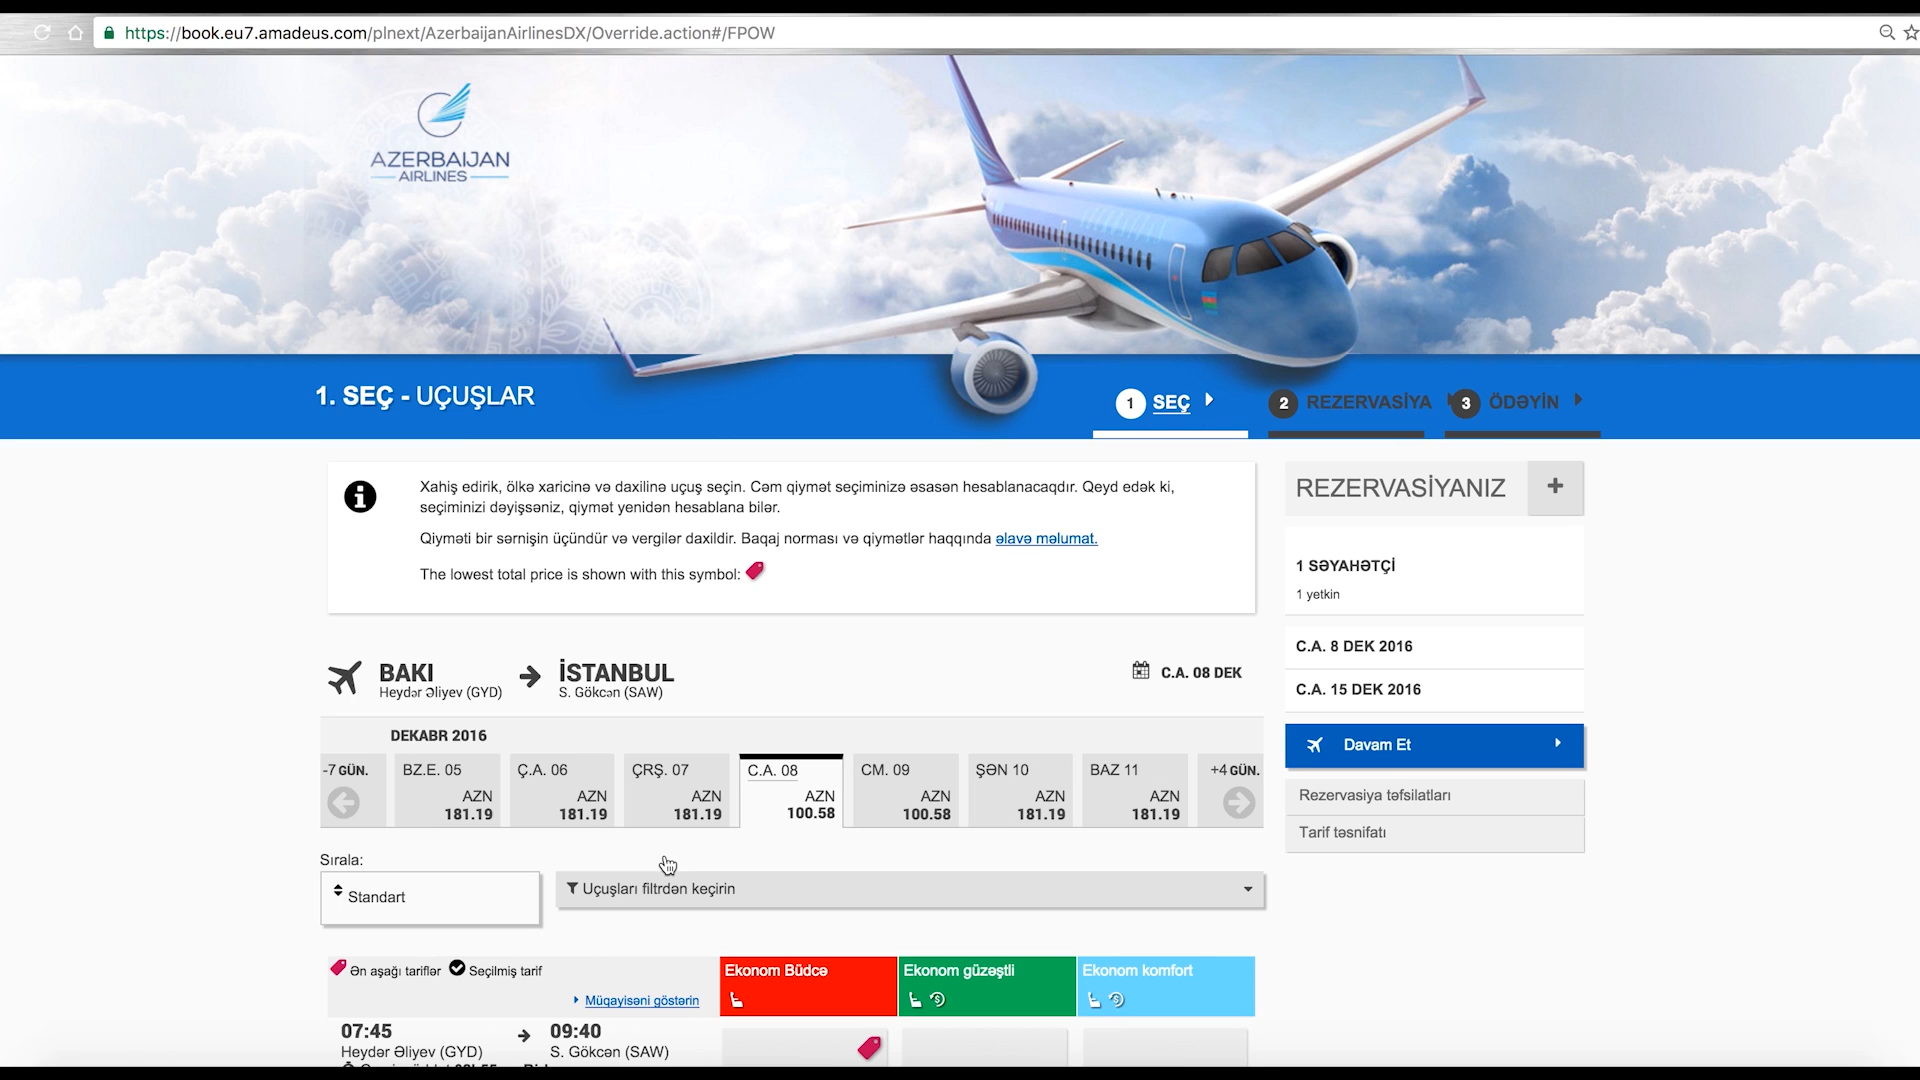 https://book.eu7.amadeus.com/plnext/AzerbaijanAirlinesDX/Override.action#/FPOW
AZERBAIJAN
AIRLINES
1. SEÇ - UÇUŞLAR
1 SEÇ
2 REZERVASİYA
3 ÖDƏYİN
Xahiş edirik, ölkə xaricinə və daxilinə uçuş seçin. Cəm qiymət seçiminizə əsasən hesablanacaqdır. Qeyd edək ki,
seçiminizi dəyişsəniz, qiymət yenidən hesablana bilər.
Qiyməti bir sərnişin üçündür və vergilər daxildir. Baqaj norması və qiymətlər haqqında əlavə məlumat.
The lowest total price is shown with this symbol:
REZERVASİYANIZ +
1 SƏYAHƏTÇİ
1 yetkin
C.A. 8 DEK 2016
C.A. 15 DEK 2016
Davam Et
Rezervasiya təfsilatları
Tarif təsnifatı
BAKI
Heydər Əliyev (GYD)
İSTANBUL
S. Gökcən (SAW)
C.A. 08 DEK
DEKABR 2016
-7 GÜN.
BZ.E. 05
AZN
181.19
Ç.A. 06
AZN
181.19
ÇRŞ. 07
AZN
181.19
C.A. 08
AZN
100.58
CM. 09
AZN
100.58
ŞƏN 10
AZN
181.19
BAZ 11
AZN
181.19
+4 GÜN.
Sırala:
Standart
Uçuşları filtrdən keçirin
Ən aşağı tariflər Seçilmiş tarif
Müqayisəni göstərin
Ekonom Büdcə
Ekonom güzəştli
Ekonom komfort
07:45
Heydər Əliyev (GYD)
09:40
S. Gökcən (SAW)